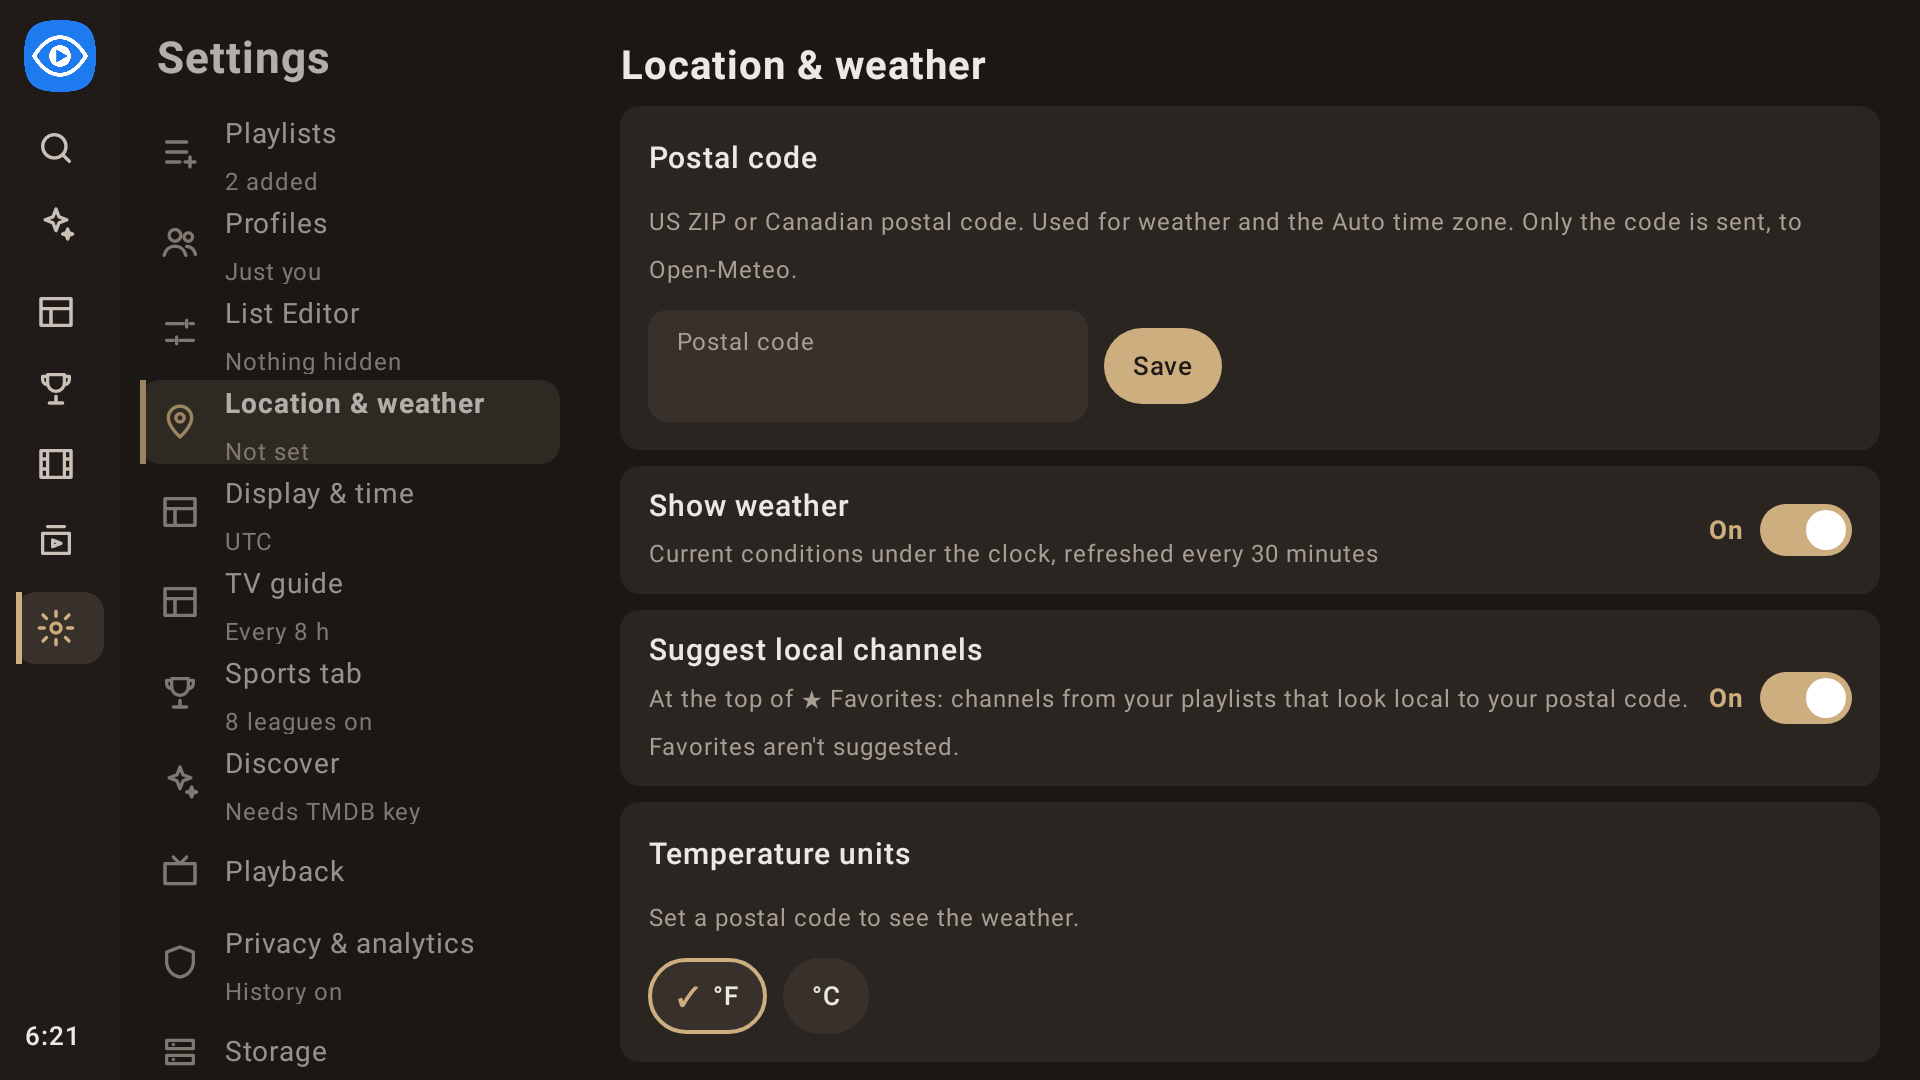 Settings
Playlists
2 added
Profiles
Just you
List Editor
Nothing hidden
Location & weather
Not set
Display & time
UTC
TV guide
Every 8 h
Sports tab
8 leagues on
Discover
Needs TMDB key
Playback
Privacy & analytics
History on
Storage
6:21
Location & weather
Postal code
US ZIP or Canadian postal code. Used for weather and the Auto time zone. Only the code is sent, to
Open-Meteo.
Postal code
Save
Show weather
Current conditions under the clock, refreshed every 30 minutes
On
Suggest local channels
At the top of ★ Favorites: channels from your playlists that look local to your postal code.
Favorites aren't suggested.
On
Temperature units
Set a postal code to see the weather.
✓ °F
°C